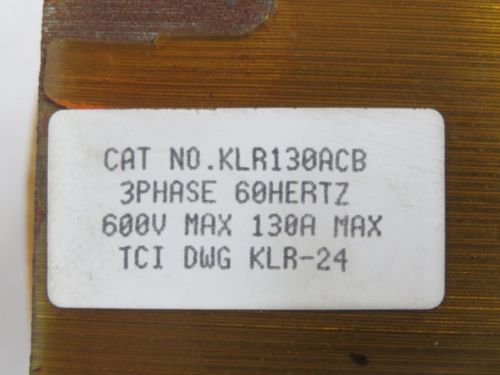 CAT NO.KLR130ACB
3PHASE 60HERTZ
600V MAX 130A MAX
TCI DWG KLR-24